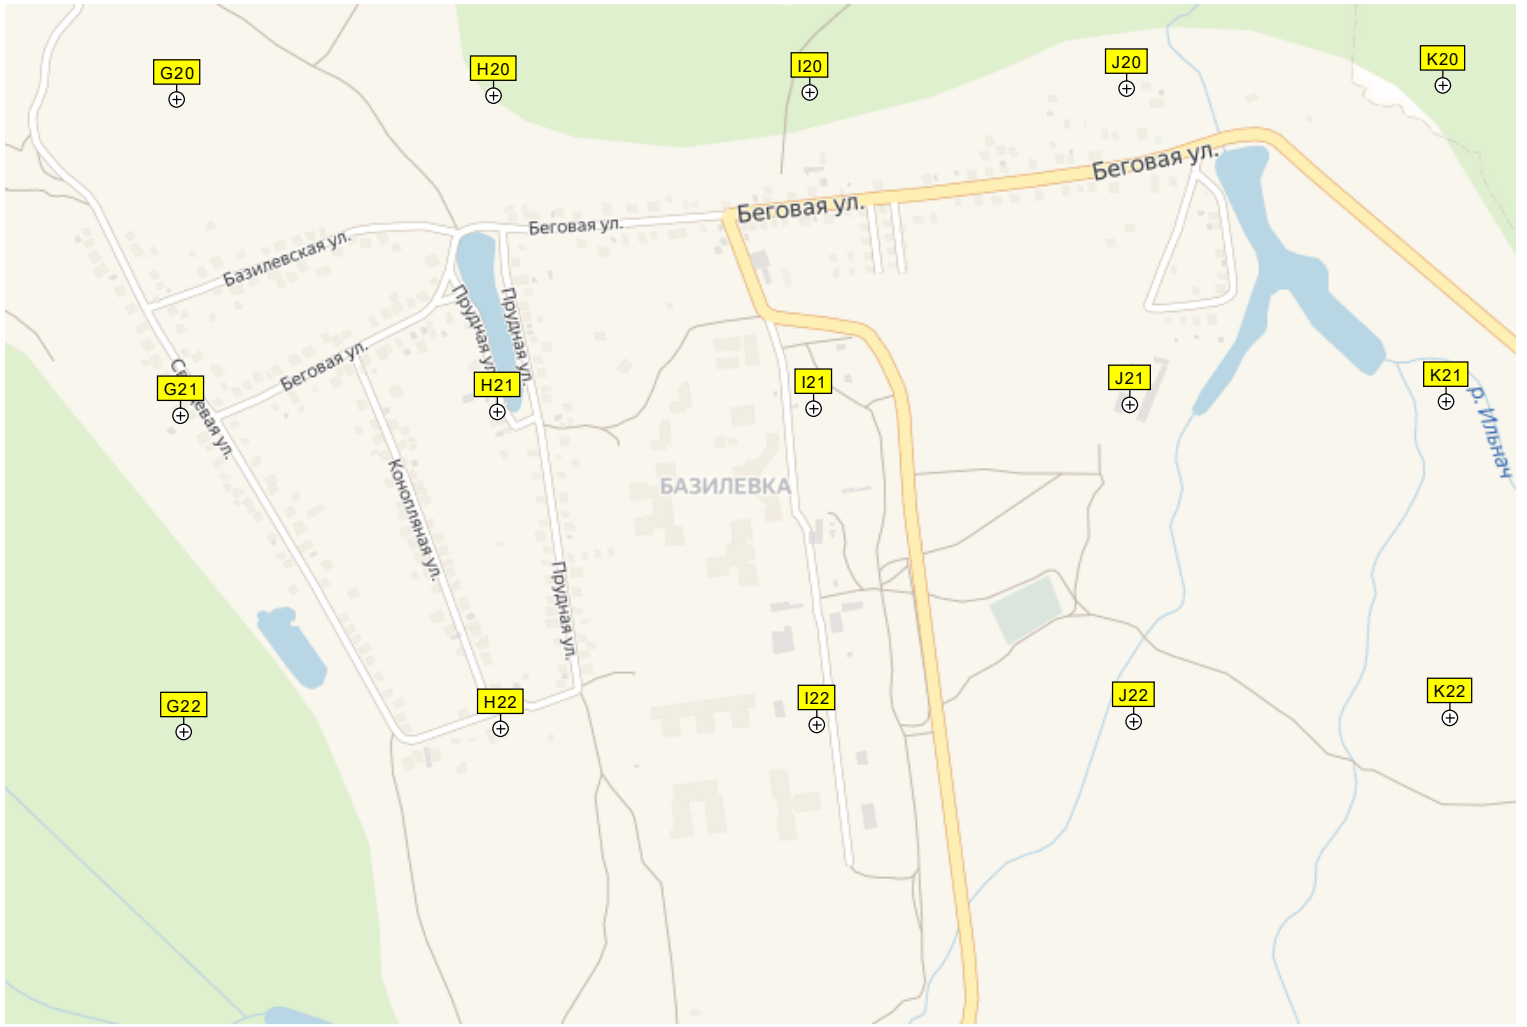 G20
H20
I20
J20
K20
Беговая ул.
Беговая ул.
Беговая ул.
Базилевская ул.
Прудная ул.
Прудная ул.
Беговая ул.
G21
H21
I21
J21
K21
р. Ильнач
БАЗИЛЕВКА
Конопляная ул.
Прудная ул.
G22
H22
I22
J22
K22